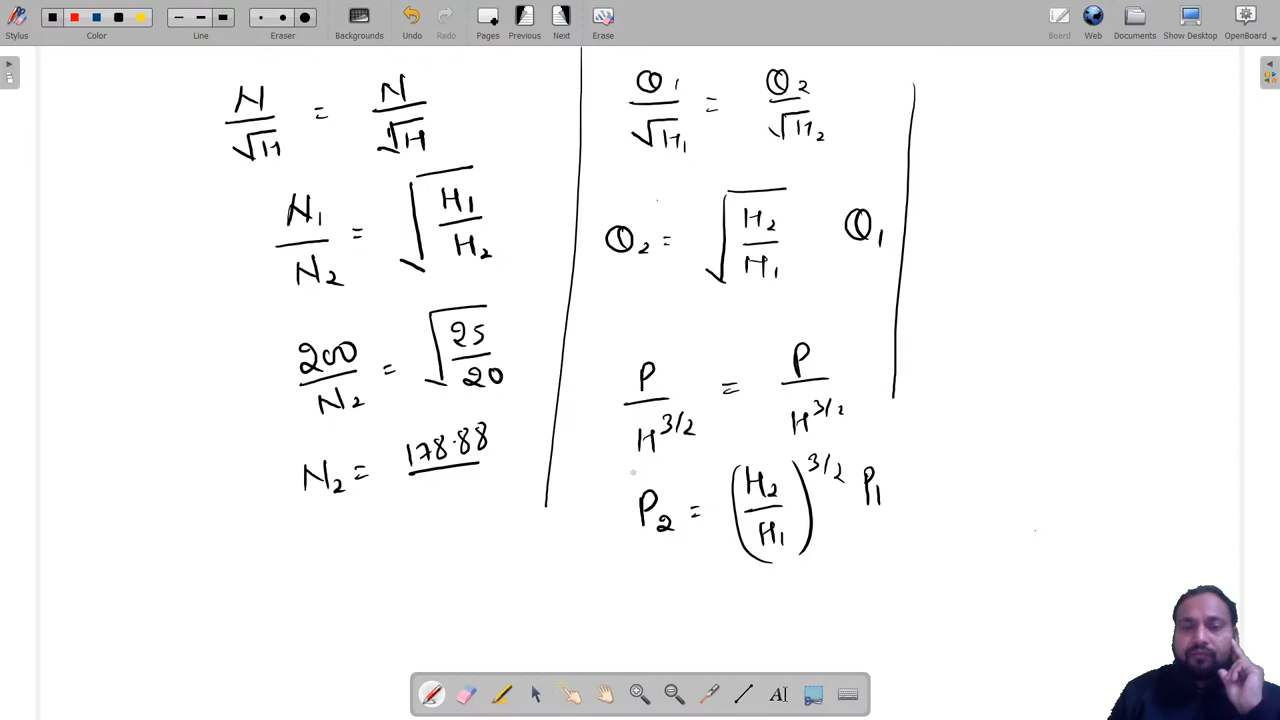 Stylus Color Line Eraser Backgrounds Undo Redo Pages Previous Next Erase Board Web Documents Show Desktop OpenBoard
N/√H = N/√H
N1/N2 = √(H1/H2)
200/N2 = √(25/20)
N2 = 178.88
Q1/√H1 = Q2/√H2
Q2 = √(H2/H1) Q1
P/H^3/2 = P/H^3/2
P2 = (H2/H1)^3/2 P1